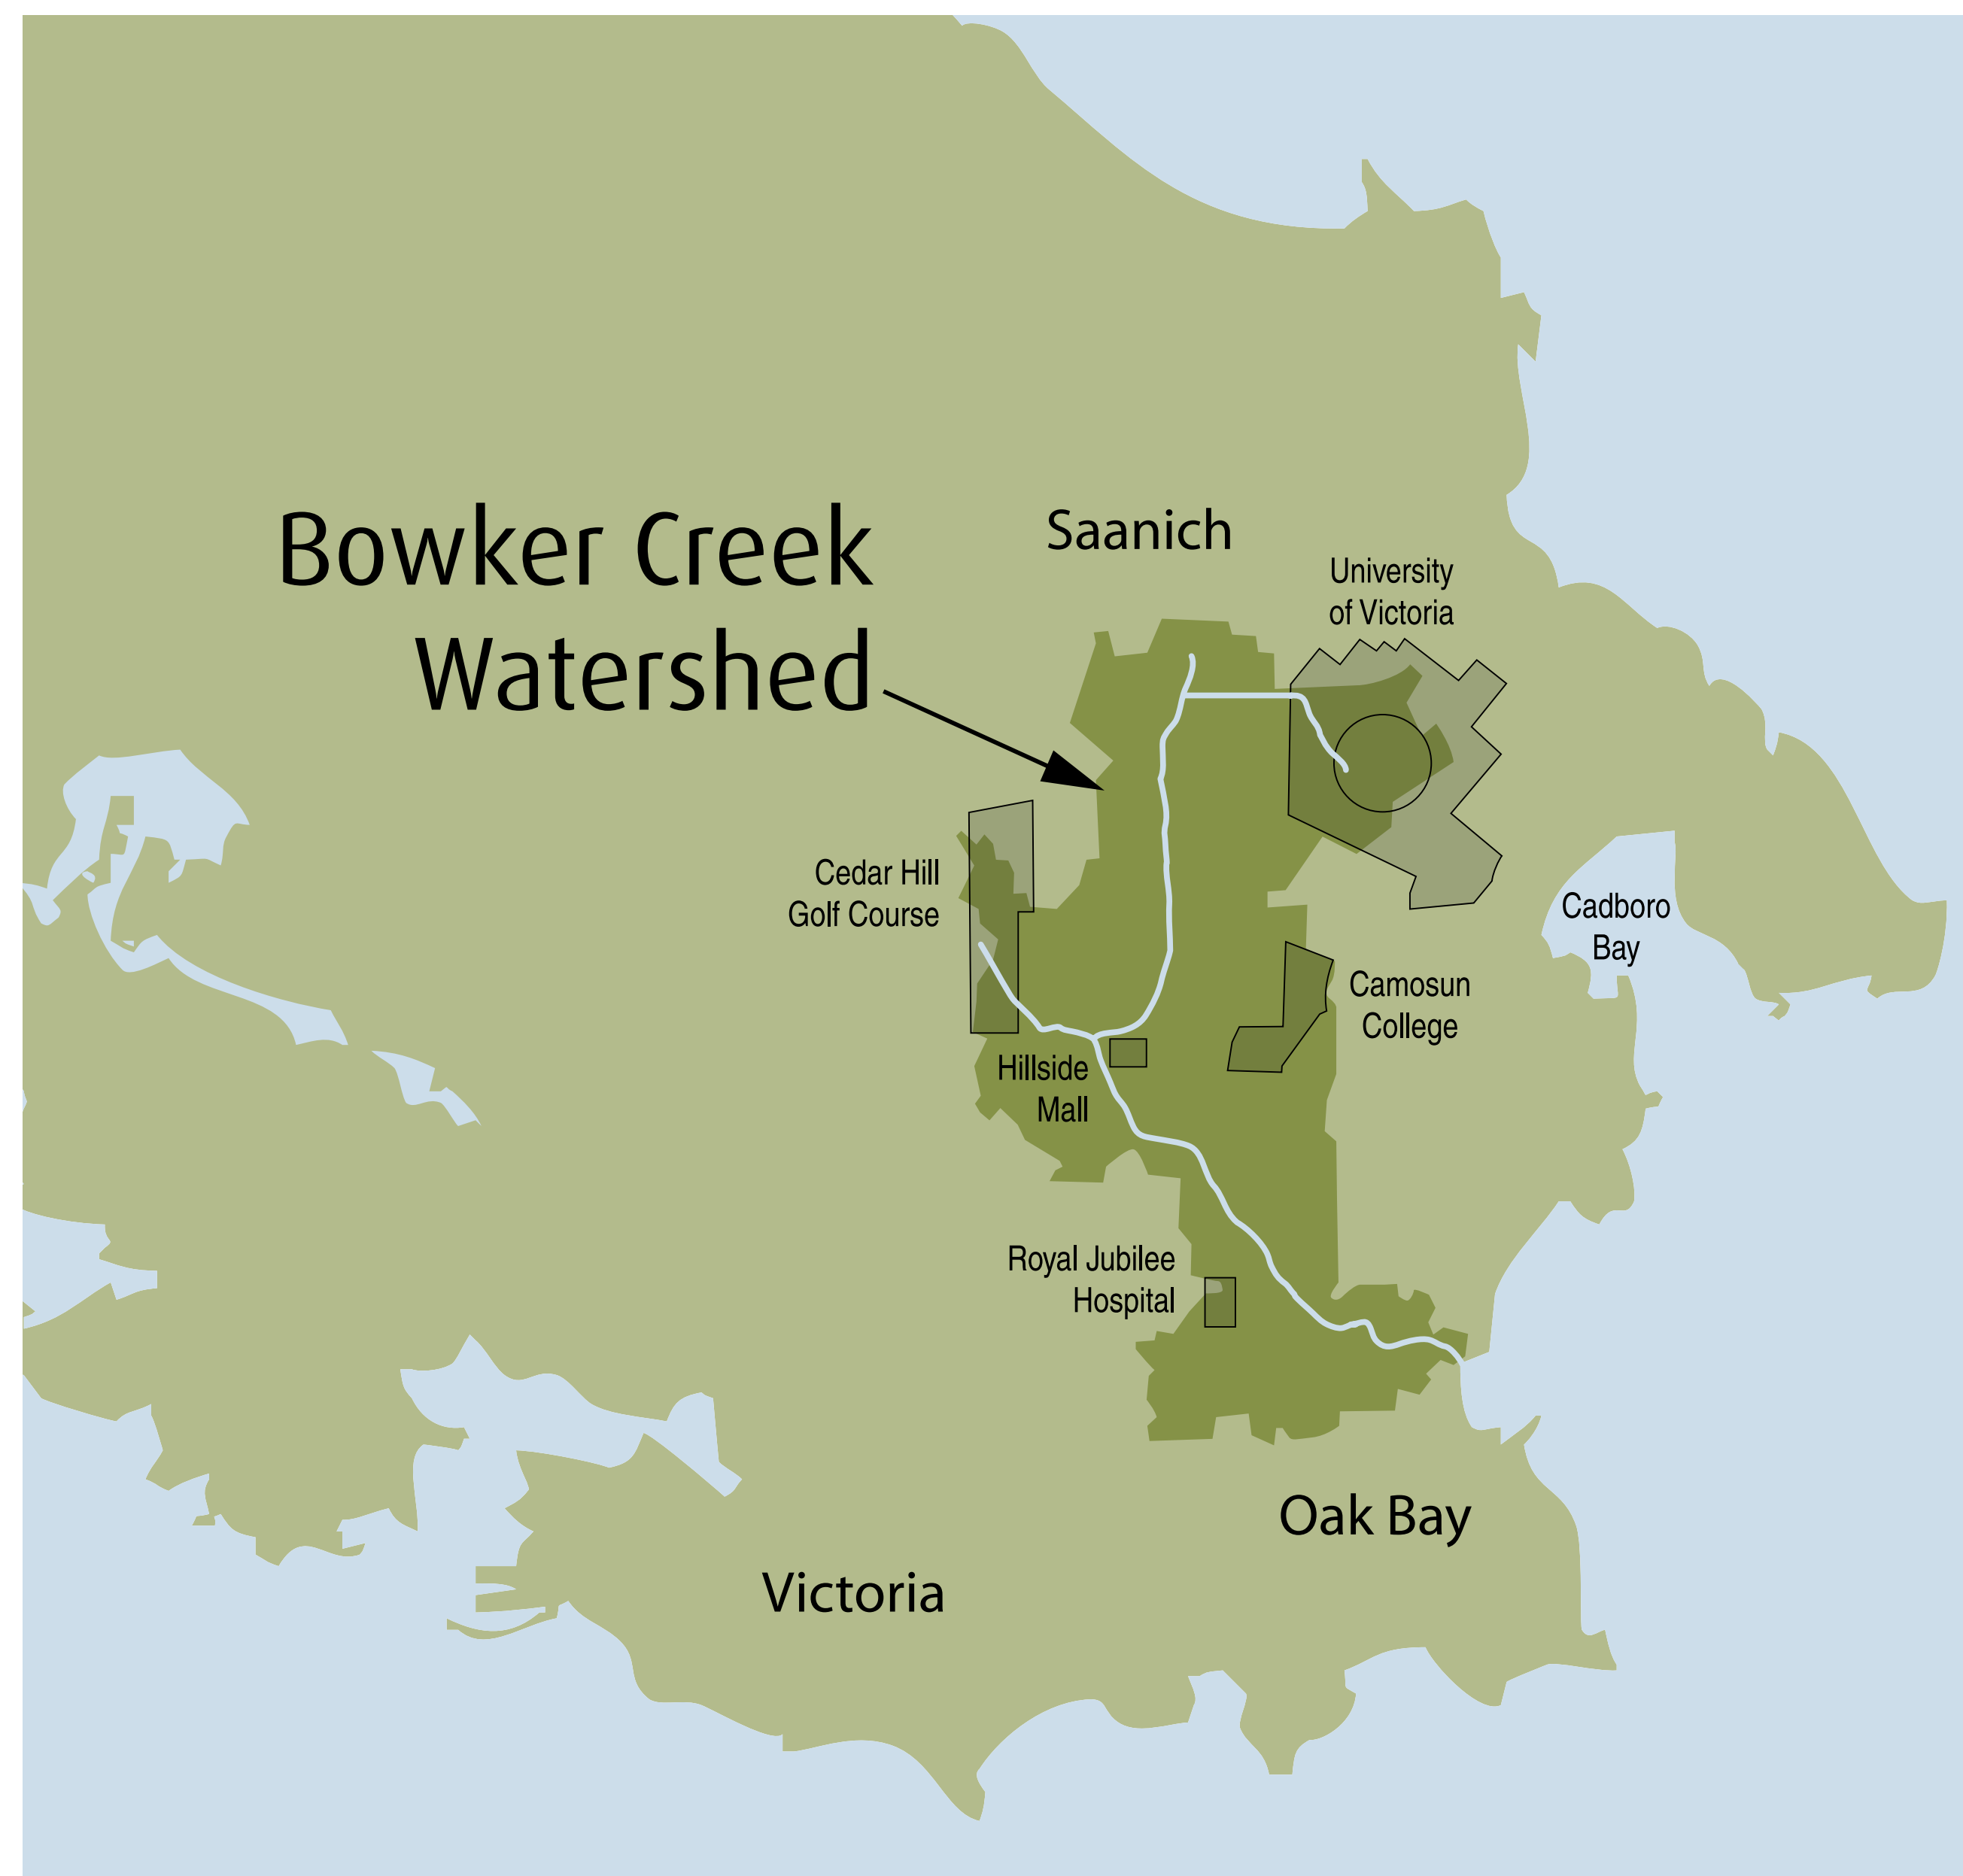 Bowker Creek
Watershed
Saanich
University
of Victoria
Cedar Hill
Golf Course
Cadboro
Bay
Camosun
College
Hillside
Mall
Royal Jubilee
Hospital
Oak Bay
Victoria